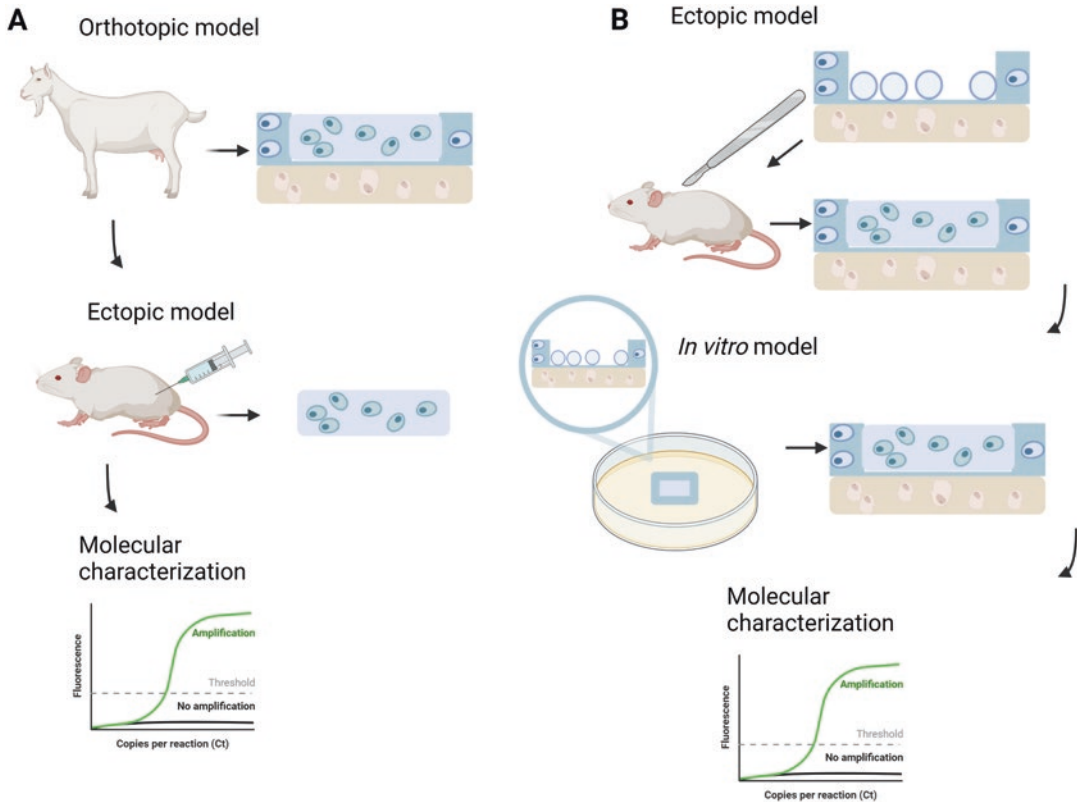 A
Orthotopic model
Ectopic model
Molecular
characterization
Fluorescence
Amplification
Threshold
No amplification
Copies per reaction (Ct)
B
Ectopic model
In vitro model
Molecular
characterization
Fluorescence
Amplification
Threshold
No amplification
Copies per reaction (Ct)